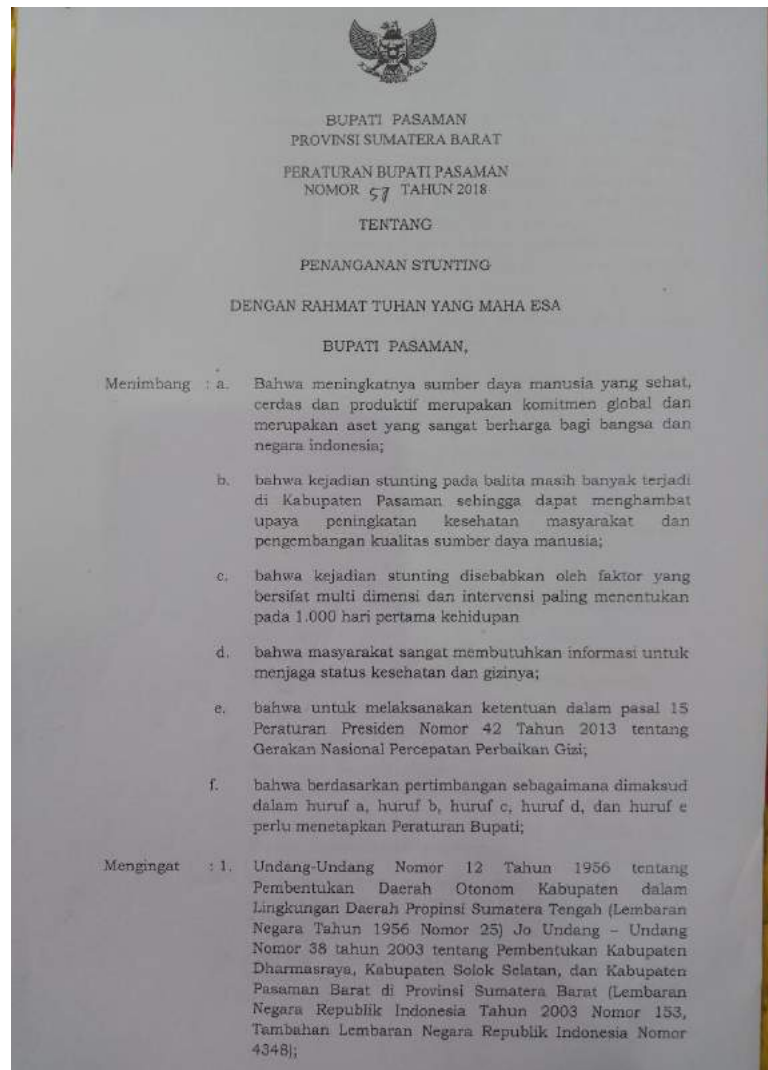 BUPATI PASAMAN
PROVINSI SUMATERA BARAT
PERATURAN BUPATI PASAMAN
NOMOR 57 TAHUN 2018
TENTANG
PENANGANAN STUNTING
DENGAN RAHMAT TUHAN YANG MAHA ESA
BUPATI PASAMAN,
Menimbang : a. Bahwa meningkatnya sumber daya manusia yang sehat,
cerdas dan produktif merupakan komitmen global dan
merupakan aset yang sangat berharga bagi bangsa dan
negara indonesia;
b. bahwa kejadian stunting pada balita masih banyak terjadi
di Kabupaten Pasaman sehingga dapat menghambat
upaya peningkatan kesehatan masyarakat dan
pengembangan kualitas sumber daya manusia;
c. bahwa kejadian stunting disebabkan oleh faktor yang
bersifat multi dimensi dan intervensi paling menentukan
pada 1.000 hari pertama kehidupan
d. bahwa masyarakat sangat membutuhkan informasi untuk
menjaga status kesehatan dan gizinya;
e. bahwa untuk melaksanakan ketentuan dalam pasal 15
Peraturan Presiden Nomor 42 Tahun 2013 tentang
Gerakan Nasional Percepatan Perbaikan Gizi;
f. bahwa berdasarkan pertimbangan sebagaimana dimaksud
dalam huruf a, huruf b, huruf c, huruf d, dan huruf e
perlu menetapkan Peraturan Bupati;
Mengingat : 1. Undang-Undang Nomor 12 Tahun 1956 tentang
Pembentukan Daerah Otonom Kabupaten dalam
Lingkungan Daerah Propinsi Sumatera Tengah (Lembaran
Negara Tahun 1956 Nomor 25) Jo Undang – Undang
Nomor 38 tahun 2003 tentang Pembentukan Kabupaten
Dharmasraya, Kabupaten Solok Selatan, dan Kabupaten
Pasaman Barat di Provinsi Sumatera Barat (Lembaran
Negara Republik Indonesia Tahun 2003 Nomor 153,
Tambahan Lembaran Negara Republik Indonesia Nomor
4348);